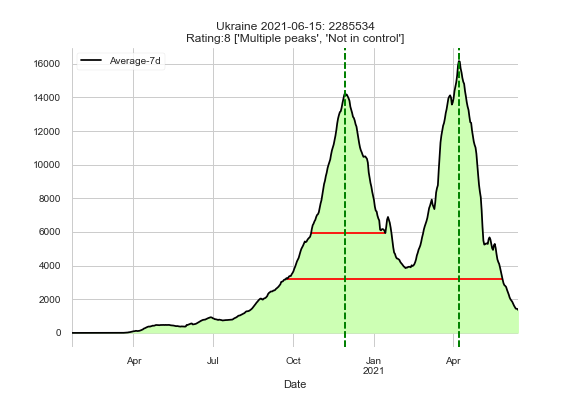 Ukraine 2021-06-15: 2285534
Rating:8 ['Multiple peaks', 'Not in control']
Average-7d
16000
14000
12000
10000
8000
6000
4000
2000
0
Apr Jul Oct Jan Apr
2021
Date